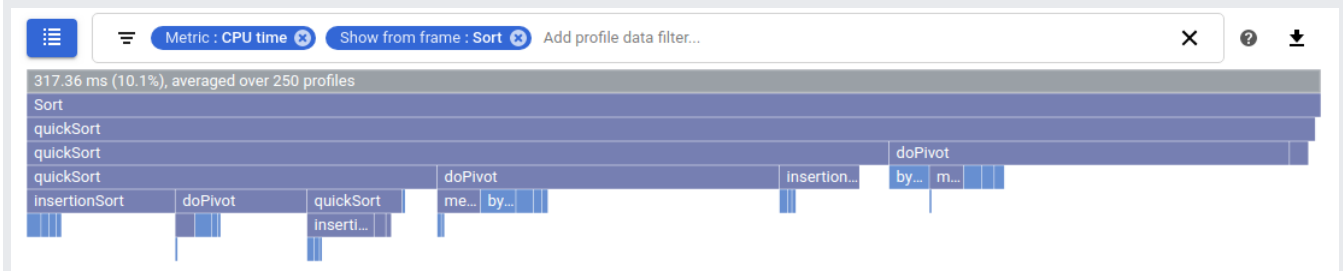 Metric : CPU time Show from frame : Sort Add profile data filter...
317.36 ms (10.1%), averaged over 250 profiles
Sort
quickSort
quickSort doPivot
quickSort doPivot insertion... by... m...
insertionSort doPivot quickSort me... by...
inserti...